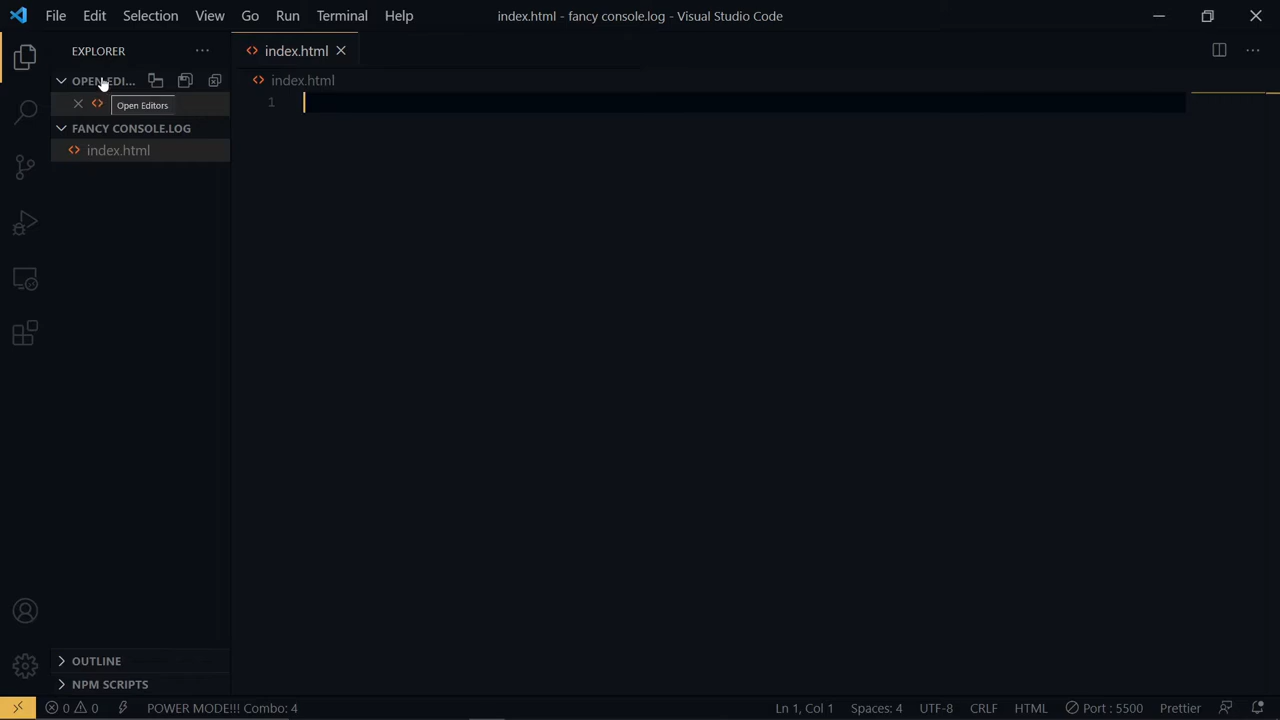 File Edit Selection View Go Run Terminal Help index.html - fancy console.log - Visual Studio Code
EXPLORER
index.html
OPEN EDI...
index.html
Open Editors
1
FANCY CONSOLE.LOG
index.html
OUTLINE
NPM SCRIPTS
0 0 POWER MODE!!! Combo: 4 Ln 1, Col 1 Spaces: 4 UTF-8 CRLF HTML Port : 5500 Prettier